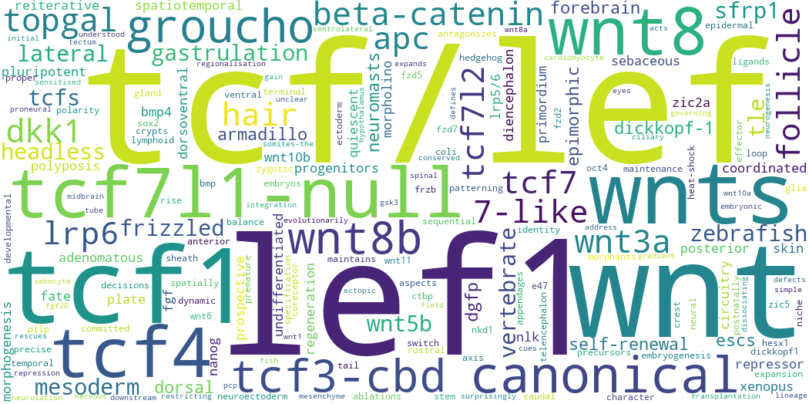 reiterative spatiotemporal
topgal groucho beta-catenin forebrain sfrp1
initial understood tectum
ventrolateral antagonizes wnt8a
wnt8 acts epidermal
lateral gastrulation apc
expands hedgehog sebaceous ligands
pluripotent regionalisation cardiomyocyte
proper sensitised gain fzd5
tcf/lef
tcfs gland terminal unclear
proneural polarity bmp4 ventral
dorsoventral hypothalamus quiescent neuromasts morpholino
defines tcf7l2 lrp5/6 diencephalon primordium epimorphic
eyes zic2a governing effector tle neurogenesis follicle
dkk1 sox2 hair
crypts armadillo ectoderm fzd7 fzd2 dickkopf-1
headless lymphoid somites-the coli ciliary loop
polyposis wnt10b conserved oct4 maintenance coordinated
zygotic progenitors tcf7 heat-shock
bmp embryos spinal patterning wnt10a glia
midbrain tcf7l1-null frzb embryonic
tube rise integration gsk3 7-like wnts
developmental balance sequential
lrp6 frizzled evolutionarily identity address
anterior wnt8b vertebrate wnt3a zebrafish
adenomatous sheath undifferentiated maintains wnt11 e47 morphants gradient posterior skin
sebocyte decisions prospective specification premature coreceptor aspects appendages telencephalon
tcf1 lef1 wnt
fate spatially fgf dynamic ectopic ctbp dgfp circuitry postnatally dissociating defects simple
fgf20 plate wnt6 regeneration field crest neural zic5 niche
morphogenesis pllp committed wnt5b nkd1
rescues tcf4 nanog wnt1 switch nlk cues self-renewal escs hesx1
precise fish rostral precursors dickkopf1
temporal tail axis embryogenesis repressor
repression mesoderm dorsal tcf3-cbd canonical expansion xenopus
neurulation nervous downstream restricting pcp neuroectoderm mesenchyme ablations stem surprisingly caudal character transplantation lineage